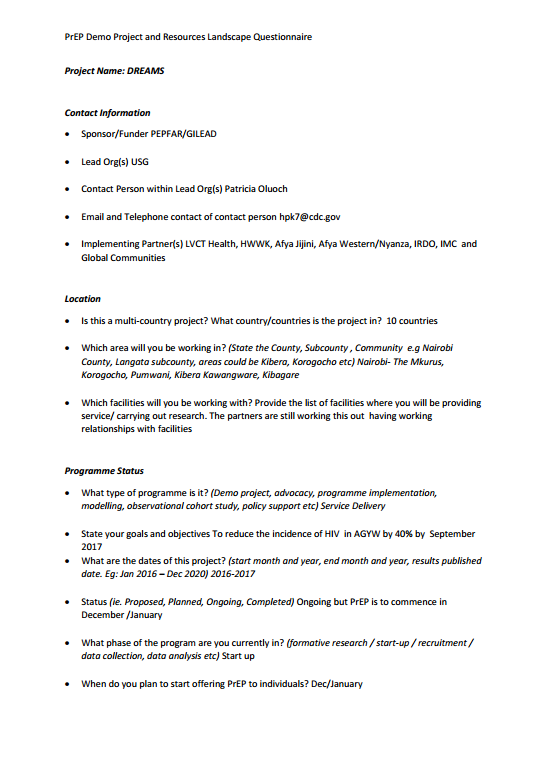 PrEP Demo Project and Resources Landscape Questionnaire
Project Name: DREAMS
Contact Information
• Sponsor/Funder PEPFAR/GILEAD
• Lead Org(s) USG
• Contact Person within Lead Org(s) Patricia Oluoch
• Email and Telephone contact of contact person hpk7@cdc.gov
• Implementing Partner(s) LVCT Health, HWWK, Afya Jijini, Afya Western/Nyanza, IRDO, IMC and
Global Communities
Location
• Is this a multi-country project? What country/countries is the project in? 10 countries
• Which area will you be working in? (State the County, Subcounty , Community e.g Nairobi
County, Langata subcounty, areas could be Kibera, Korogocho etc) Nairobi- The Mkurus,
Korogocho, Pumwani, Kibera Kawangware, Kibagare
• Which facilities will you be working with? Provide the list of facilities where you will be providing
service/ carrying out research. The partners are still working this out having working
relationships with facilities
Programme Status
• What type of programme is it? (Demo project, advocacy, programme implementation,
modelling, observational cohort study, policy support etc) Service Delivery
• State your goals and objectives To reduce the incidence of HIV in AGYW by 40% by September
2017
• What are the dates of this project? (start month and year, end month and year, results published
date. Eg: Jan 2016 – Dec 2020) 2016-2017
• Status (ie. Proposed, Planned, Ongoing, Completed) Ongoing but PrEP is to commence in
December /January
• What phase of the program are you currently in? (formative research / start-up / recruitment /
data collection, data analysis etc) Start up
• When do you plan to start offering PrEP to individuals? Dec/January